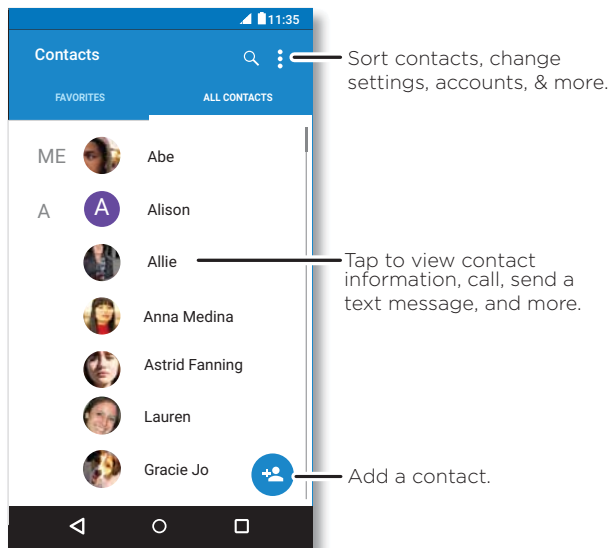 11:35
Contacts
FAVORITES
ALL CONTACTS
Sort contacts, change
settings, accounts, & more.
ME
Abe
A
A
Alison
Allie
Tap to view contact
information, call, send a
text message, and more.
Anna Medina
Astrid Fanning
Lauren
Gracie Jo
Add a contact.